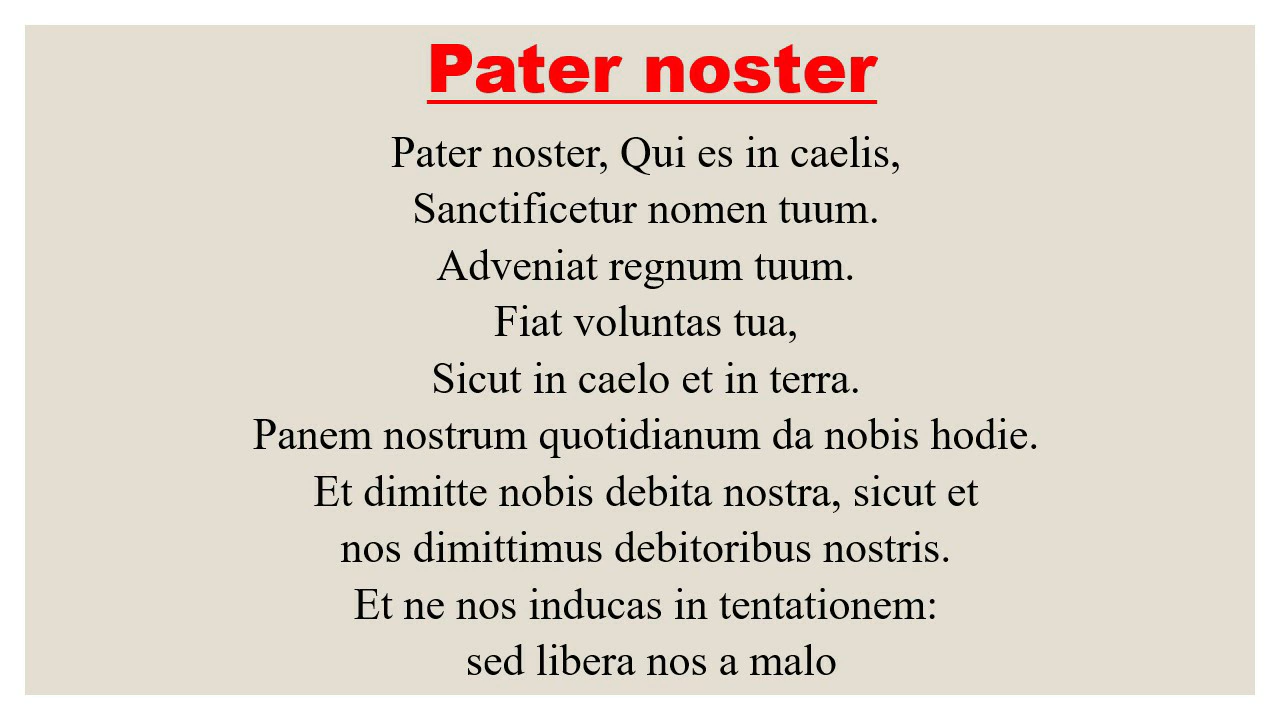 Pater noster
Pater noster, Qui es in caelis,
Sanctificetur nomen tuum.
Adveniat regnum tuum.
Fiat voluntas tua,
Sicut in caelo et in terra.
Panem nostrum quotidianum da nobis hodie.
Et dimitte nobis debita nostra, sicut et
nos dimittimus debitoribus nostris.
Et ne nos inducas in tentationem:
sed libera nos a malo